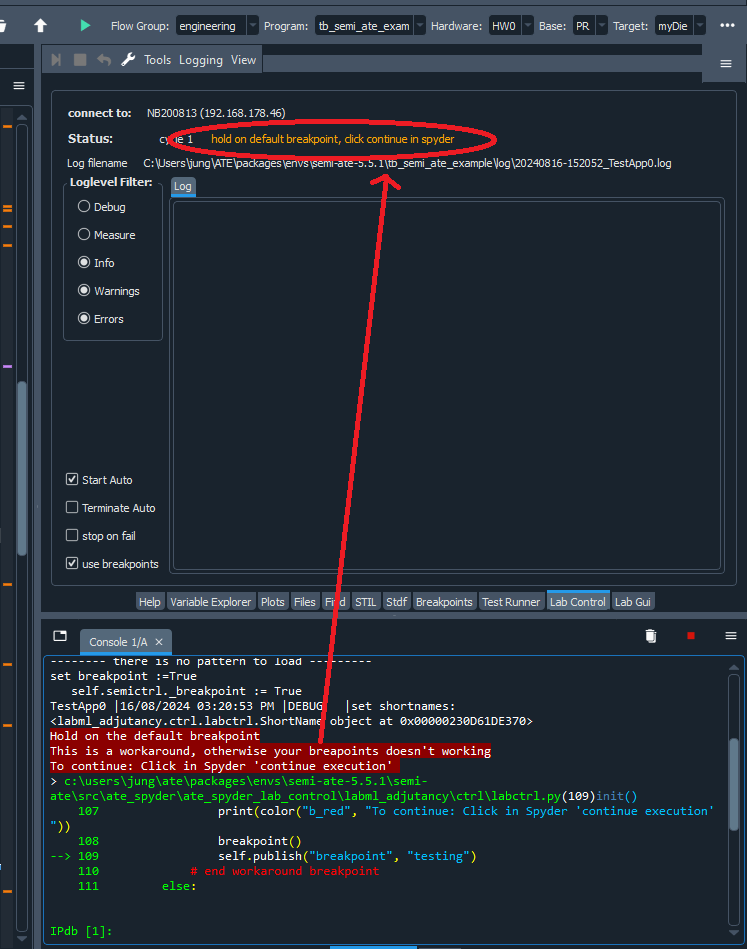 Flow Group: engineering Program: tb_semi_ate_exam Hardware: HW0 Base: PR Target: myDie
Tools Logging View
connect to: NB200813 (192.168.178.46)
Status: cycle 1 hold on default breakpoint, click continue in spyder
Log filename C:\Users\jung\ATE\packages\envs\semi-ate-5.5.1\tb_semi_ate_example\log\20240816-152052_TestApp0.log
Loglevel Filter:
Log
Debug
Measure
Info
Warnings
Errors
Start Auto
Terminate Auto
stop on fail
use breakpoints
Help Variable Explorer Plots Files Find STIL Stdf Breakpoints Test Runner Lab Control Lab Gui
Console 1/A
-------- there is no pattern to load ---------
set breakpoint :=True
self.semictrl._breakpoint := True
TestApp0 |16/08/2024 03:20:53 PM |DEBUG |set shortnames:
<labml_adjutancy.ctrl.labctrl.ShortName object at 0x00000230D61DE370>
Hold on the default breakpoint
This is a workaround, otherwise your breapoints doesn't working
To continue: Click in Spyder 'continue execution'
> c:\users\jung\ate\packages\envs\semi-ate-5.5.1\semi-
ate\src\ate_spyder\ate_spyder_lab_control\labml_adjutancy\ctrl\labctrl.py(109)init()
107 print(color("b_red", "To continue: Click in Spyder 'continue execution'
"))
108 breakpoint()
--> 109 self.publish("breakpoint", "testing")
110 # end workaround breakpoint
111 else:
IPdb [1]: